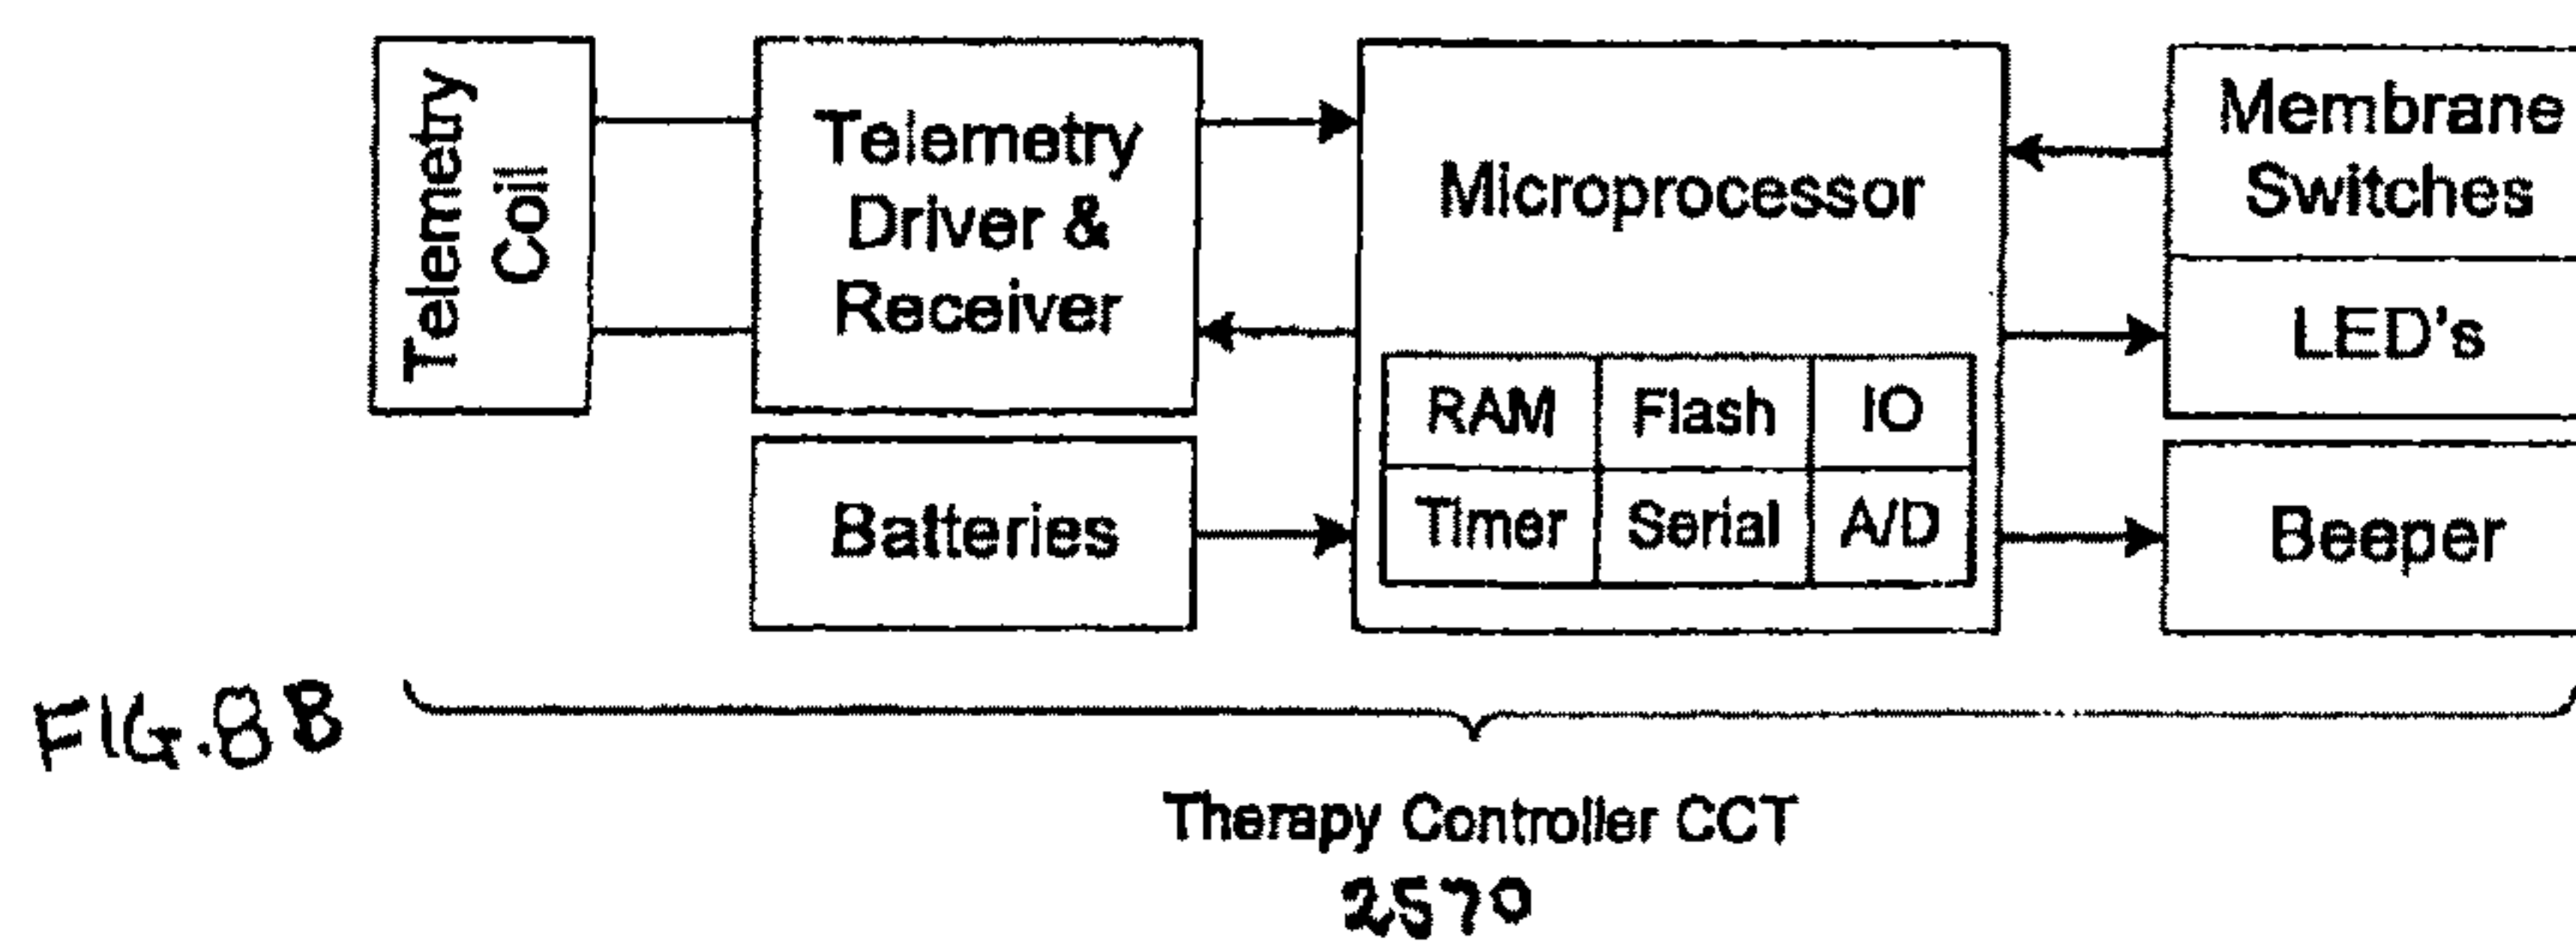 Telemetry
Coil
Telemetry
Driver &
Receiver
Microprocessor
Membrane
Switches
LED's
RAM Flash IO
Timer Serial A/D
Batteries
Beeper
FIG.8B
Therapy Controller CCT
2570